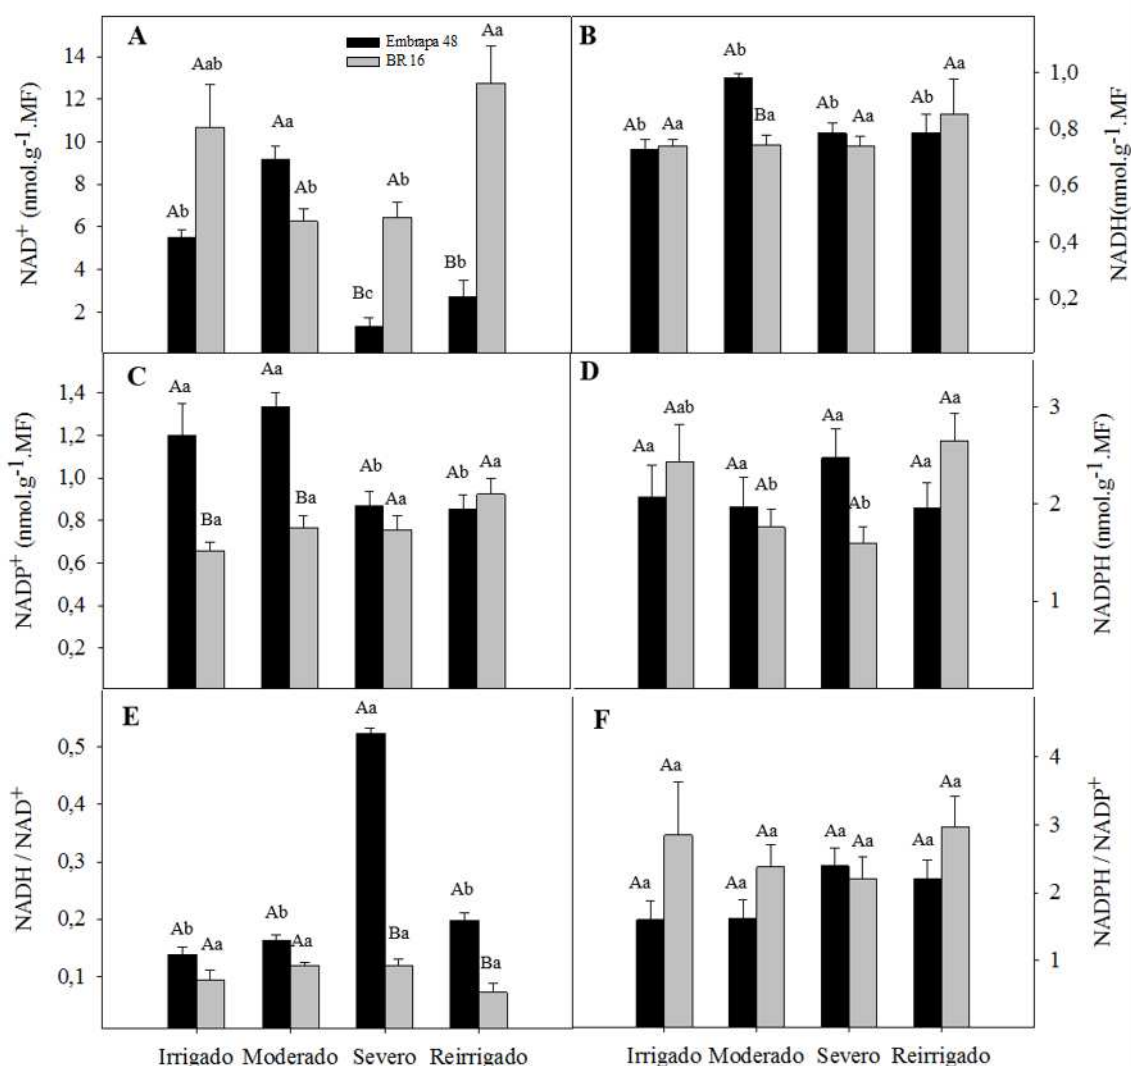 A
Embrapa 48
BR 16
NAD⁺ (nmol.g⁻¹.MF)
14
12
10
8
6
4
2
Ab
Aab
Aa
Ab
Bc
Ab
Bb
Aa
B
NADH(nmol.g⁻¹.MF
1,0
0,8
0,6
0,4
0,2
Ab
Aa
Ab
Ba
Ab
Aa
Ab
Aa
C
NADP⁺ (nmol.g⁻¹.MF)
1,4
1,2
1,0
0,8
0,6
0,4
0,2
Aa
Ba
Aa
Ba
Ab
Aa
Ab
Aa
D
NADPH (nmol.g⁻¹.MF)
3
2
1
Aa
Aab
Aa
Ab
Aa
Ab
Aa
Aa
E
NADH / NAD⁺
0,5
0,4
0,3
0,2
0,1
Ab
Aa
Ab
Aa
Aa
Ba
Ab
Ba
Irrigado Moderado Severo Reirrigado
F
NADPH / NADP⁺
4
3
2
1
Aa
Aa
Aa
Aa
Aa
Aa
Aa
Aa
Irrigado Moderado Severo Reirrigado